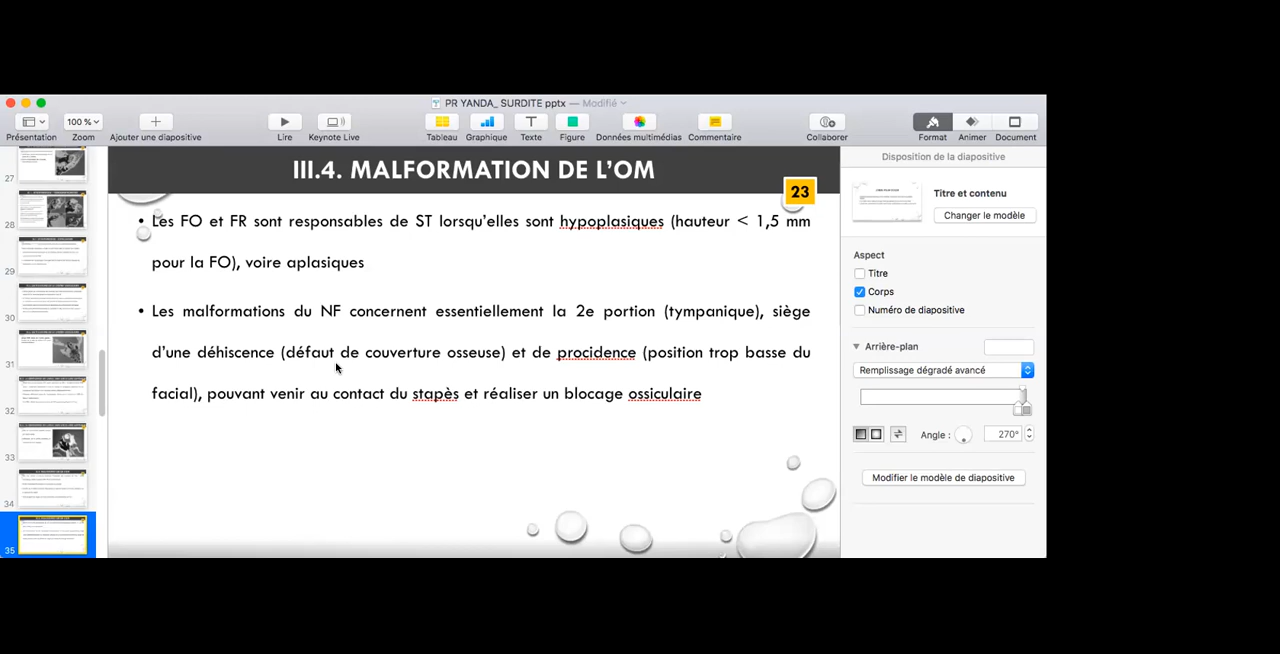 PR YANDA_ SURDITE pptx — Modifié
100 %
Présentation Zoom Ajouter une diapositive Lire Keynote Live Tableau Graphique Texte Figure Données multimédias Commentaire Collaborer Format Animer Document
27
28
29
30
31
32
33
34
35
III.4. MALFORMATION DE L’OM
23
• Les FO et FR sont responsables de ST losqu’elles sont hypoplasiques (hauteur < 1,5 mm
pour la FO), voire aplasiques
• Les malformations du NF concernent essentiellement la 2e portion (tympanique), siège
d’une déhiscence (défaut de couverture osseuse) et de procidence (position trop basse du
facial), pouvant venir au contact du stapès et réaliser un blocage ossiculaire
Disposition de la diapositive
Titre et contenu
Changer le modèle
Aspect
Titre
Corps
Numéro de diapositive
Arrière-plan
Remplissage dégradé avancé
Angle : 270°
Modifier le modèle de diapositive